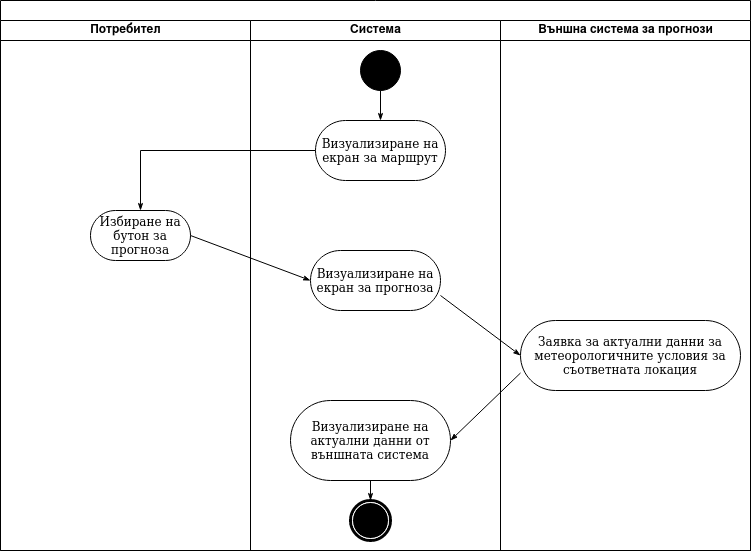 Потребител
Система
Външна система за прогнози
Визуализиране на
екран за маршрут
Избиране на
бутон за
прогноза
Визуализиране на
екран за прогноза
Заявка за актуални данни за
метеорологичните условия за
съответната локация
Визуализиране на
актуални данни от
външната система